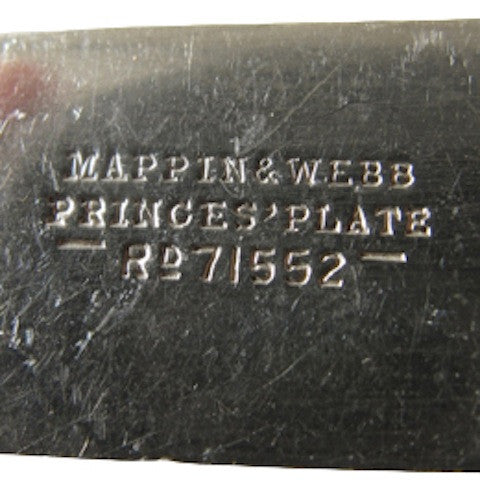 MAPPIN & WEBB
PRINCES' PLATE
— RD 71552 —